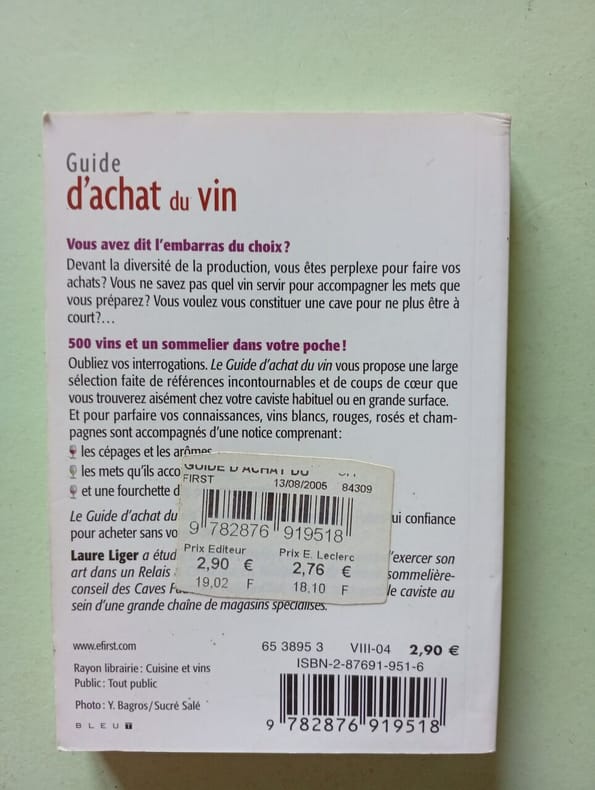 Guide
d'achat du vin
Vous avez dit l'embarras du choix ?
Devant la diversité de la production, vous êtes perplexe pour faire vos
achats ? Vous ne savez pas quel vin servir pour accompagner les mets que
vous préparez ? Vous voulez vous constituer une cave pour ne plus être à
court ?...
500 vins et un sommelier dans votre poche !
Oubliez vos interrogations. Le Guide d'achat du vin vous propose une large
sélection faite de références incontournables et de coups de cœur que
vous trouverez aisément chez votre caviste habituel ou en grande surface.
Et pour parfaire vos connaissances, vins blancs, rouges, rosés et cham-
pagnes sont accompagnés d'une notice comprenant :
les cépages et les arômes
les mets qu'ils acco
et une fourchette d
Le Guide d'achat du
ui confiance
pour acheter sans vo
Laure Liger a étud
l'exercer son
art dans un Relais
sommelière-
conseil des Caves
le caviste au
sein d'une grande chaîne de magasins spécialisés.
GUIDE D'ACHAT DU
FIRST 13/08/2005 84309
9 782876 919518
Prix Editeur Prix E. Leclerc
2,90 € 2,76 €
19,02 F 18,10 F
www.efirst.com
65 3895 3 VIII-04 2,90 €
ISBN-2-87691-951-6
Rayon librairie : Cuisine et vins
Public : Tout public
Photo : Y. Bagros / Sucré Salé
BLEU T
9 782876 919518